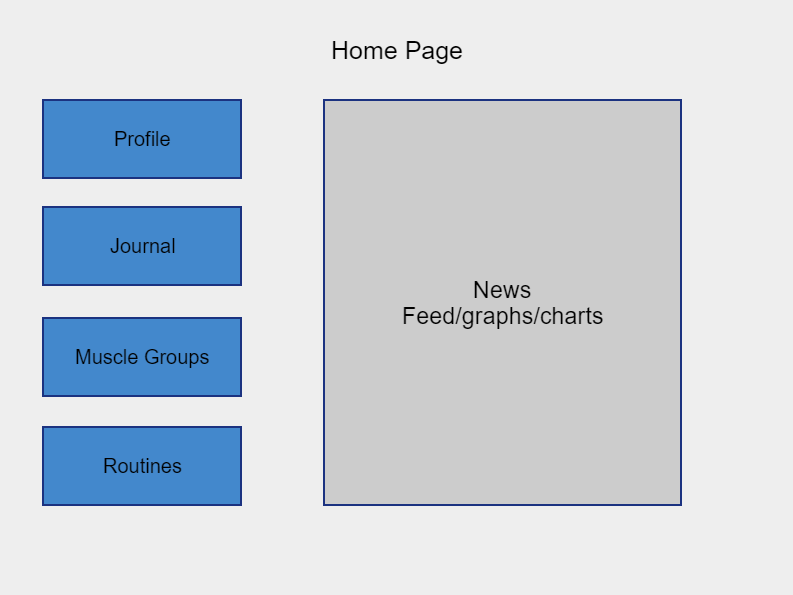 Home Page
Profile
Journal
Muscle Groups
Routines
News
Feed/graphs/charts